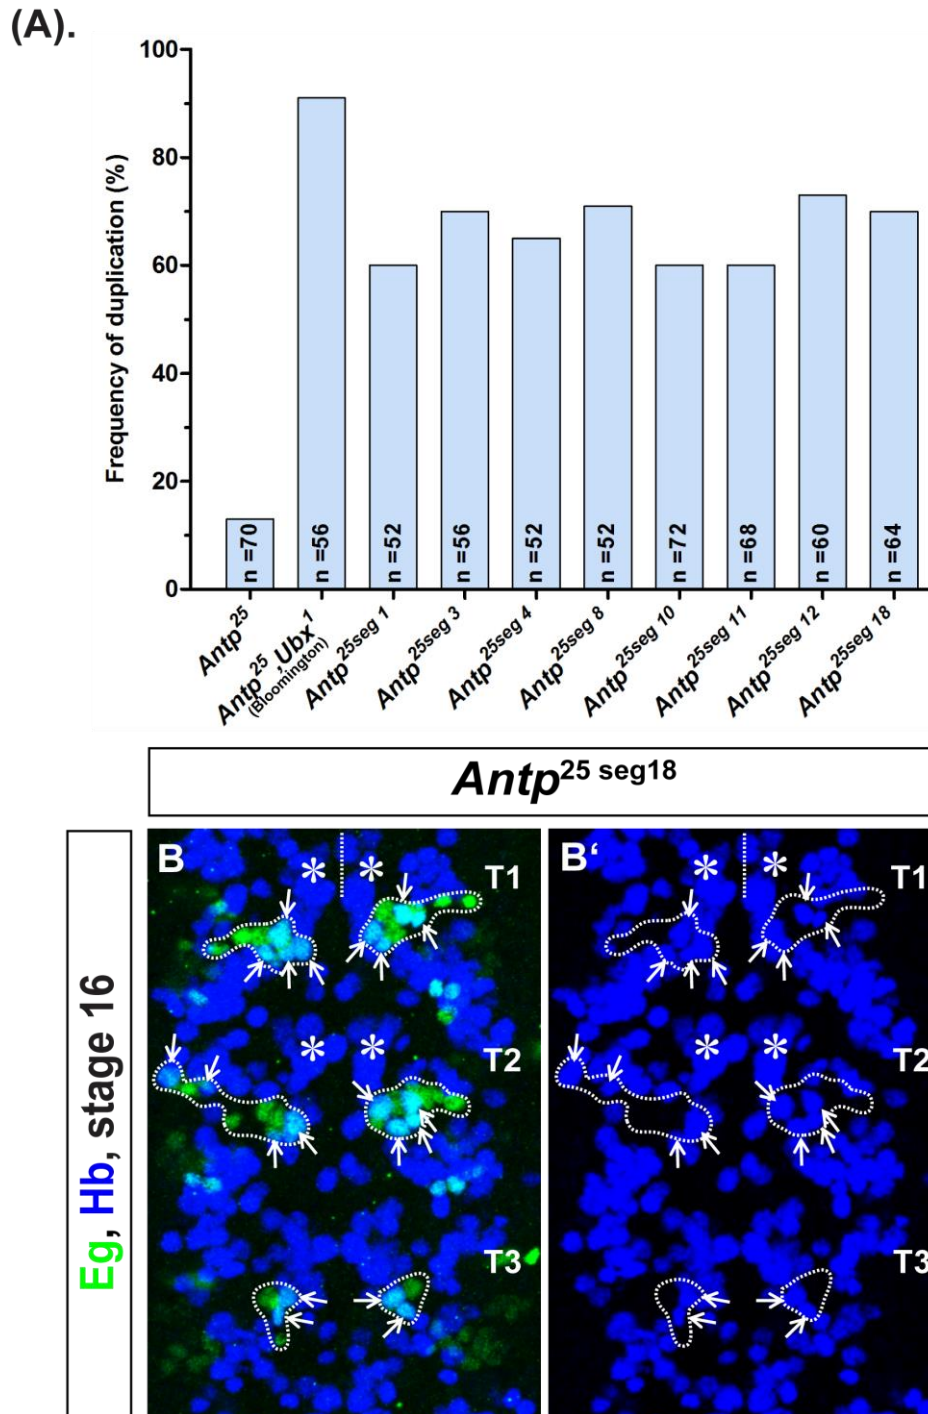 (A).
Frequency of duplication (%)
100
80
60
40
20
0
n =70
n =56
n =52
n =56
n =52
n =52
n =72
n =68
n =60
n =64
Antp²⁵
Antp²⁵,Ubx¹
(Bloomington)
Antp²⁵ˢᵉᵍ ¹
Antp²⁵ˢᵉᵍ ³
Antp²⁵ˢᵉᵍ ⁴
Antp²⁵ˢᵉᵍ ⁸
Antp²⁵ˢᵉᵍ ¹⁰
Antp²⁵ˢᵉᵍ ¹¹
Antp²⁵ˢᵉᵍ ¹²
Antp²⁵ˢᵉᵍ ¹⁸
Antp²⁵ ˢᵉᵍ¹⁸
Eg, Hb, stage 16
B
* *
T1
* *
T2
T3
B‘
* *
T1
* *
T2
T3